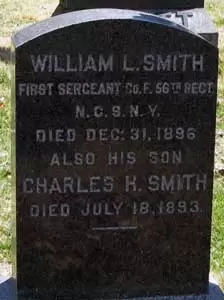 WILLIAM L. SMITH
FIRST SERGEANT CO. F. 56TH REGT.
N.G.S.N.Y.
DIED DEC. 31, 1896
ALSO HIS SON
CHARLES H. SMITH
DIED JULY 18, 1893.